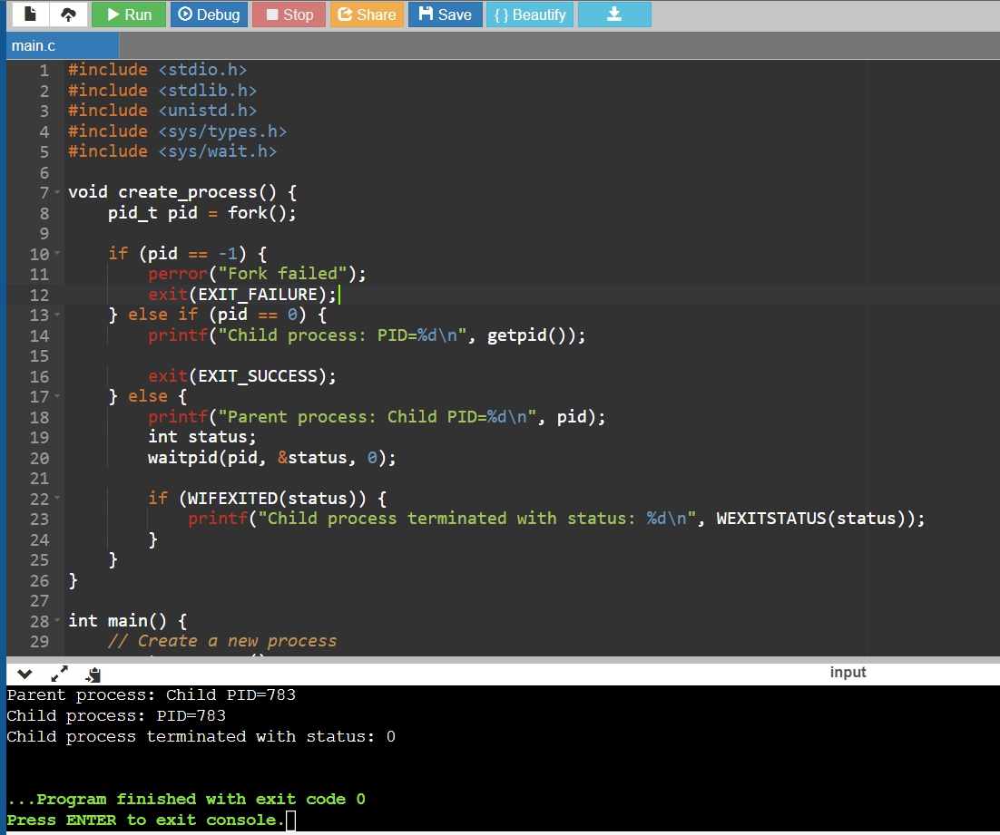 Run Debug Stop Share Save { } Beautify
main.c
1 #include <stdio.h>
2 #include <stdlib.h>
3 #include <unistd.h>
4 #include <sys/types.h>
5 #include <sys/wait.h>
6
7 void create_process() {
8     pid_t pid = fork();
9
10     if (pid == -1) {
11         perror("Fork failed");
12         exit(EXIT_FAILURE);
13     } else if (pid == 0) {
14         printf("Child process: PID=%d\n", getpid());
15
16         exit(EXIT_SUCCESS);
17     } else {
18         printf("Parent process: Child PID=%d\n", pid);
19         int status;
20         waitpid(pid, &status, 0);
21
22         if (WIFEXITED(status)) {
23             printf("Child process terminated with status: %d\n", WEXITSTATUS(status));
24         }
25     }
26 }
27
28 int main() {
29     // Create a new process
input
Parent process: Child PID=783
Child process: PID=783
Child process terminated with status: 0
...Program finished with exit code 0
Press ENTER to exit console.